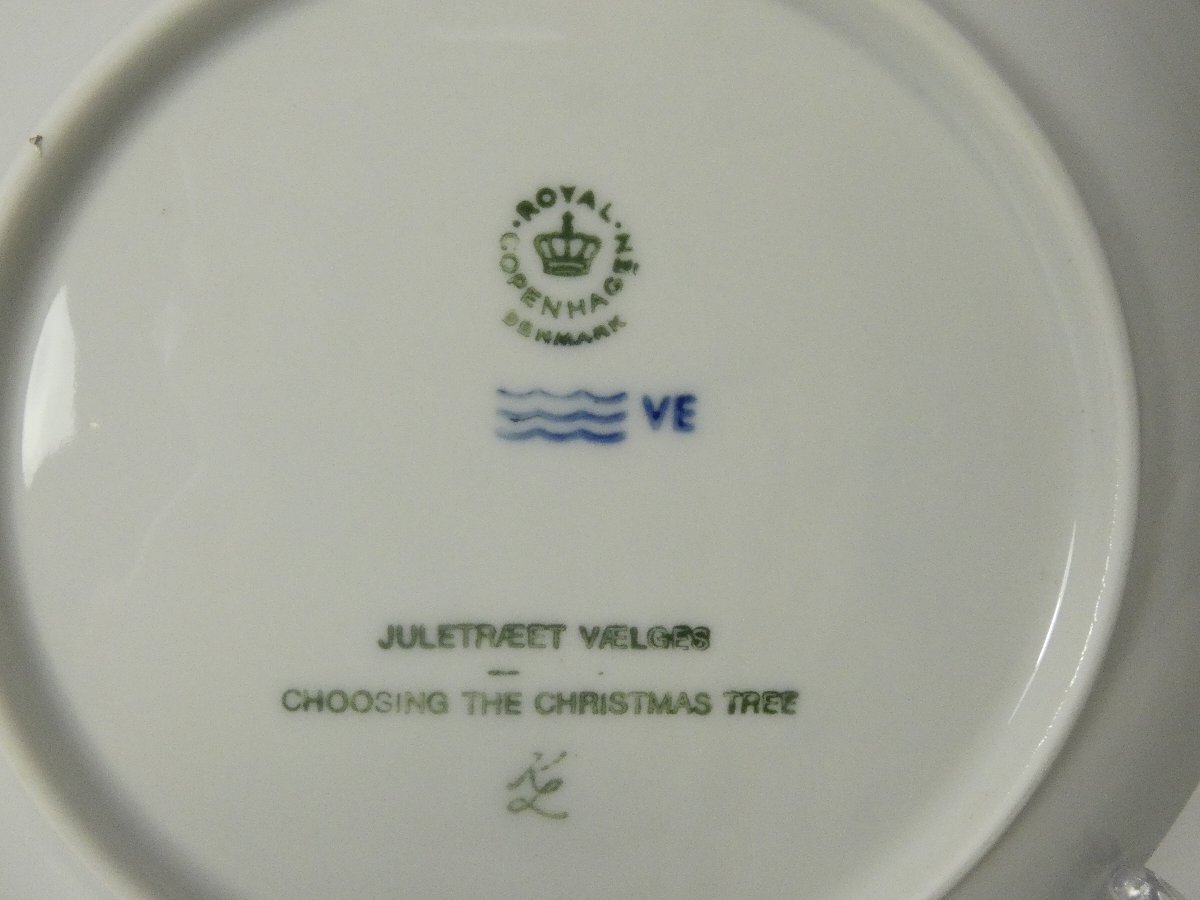 ROYAL
COPENHAGEN
DENMARK
VE
JULETRÆET VÆLGES
—
CHOOSING THE CHRISTMAS TREE